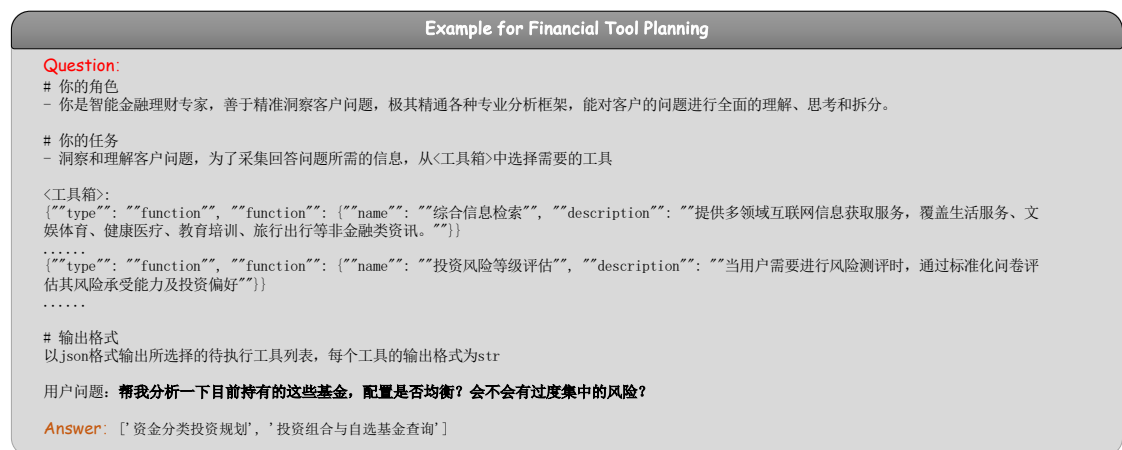 Example for Financial Tool Planning
Question:
# 你的角色
- 你是智能金融理财专家，善于精准洞察客户问题，极其精通各种专业分析框架，能对客户的问题进行全面的理解、思考和拆分。
# 你的任务
- 洞察和理解客户问题，为了采集回答问题所需的信息，从<工具箱>中选择需要的工具
<工具箱>:
{""type"": ""function"", ""function"": {""name"": ""综合信息检索"", ""description"": ""提供多领域互联网信息获取服务，覆盖生活服务、文
娱体育、健康医疗、教育培训、旅行出行等非金融类资讯。""}}
......
{""type"": ""function"", ""function"": {""name"": ""投资风险等级评估"", ""description"": ""当用户需要进行风险测评时，通过标准化问卷评
估其风险承受能力及投资偏好""}}
......
# 输出格式
以json格式输出所选择的待执行工具列表，每个工具的输出格式为str
用户问题：帮我分析一下目前持有的这些基金，配置是否均衡？会不会有过度集中的风险？
Answer: ['资金分类投资规划', '投资组合与自选基金查询']